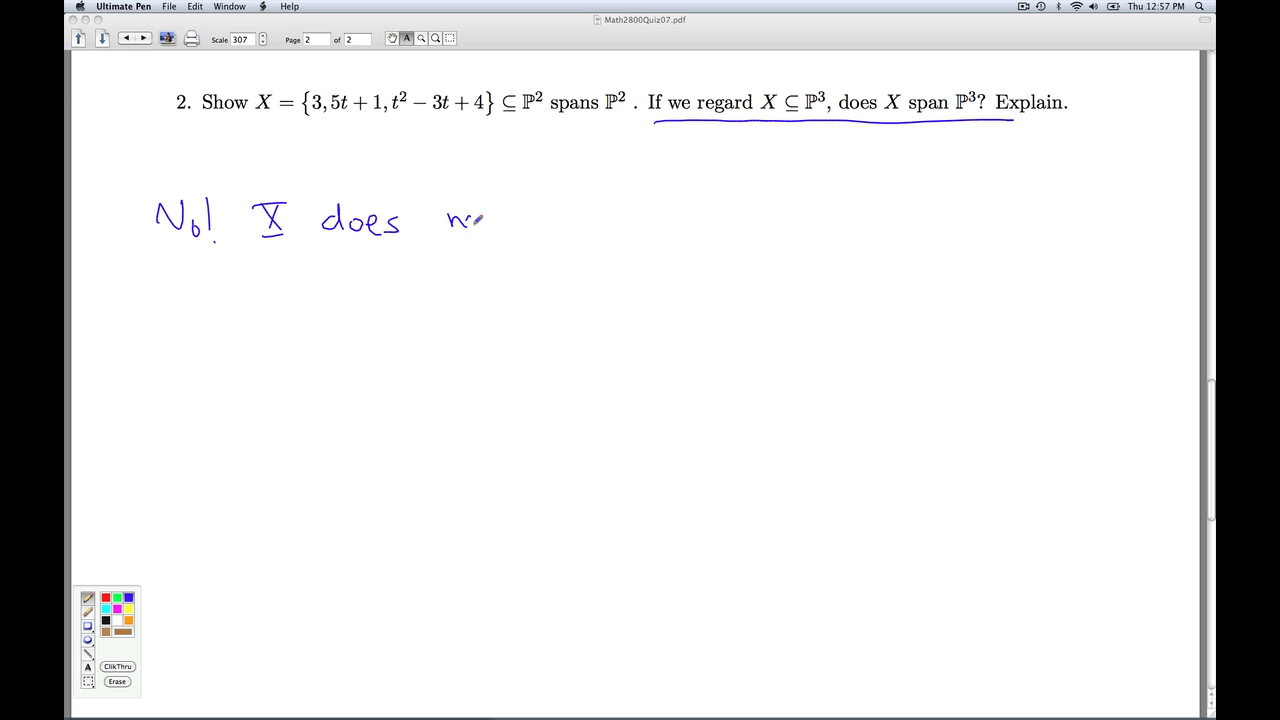 Ultimate Pen File Edit Window Help Thu 12:57 PM
Math2800Quiz07.pdf
Scale 307 Page 2 of 2 A
2. Show X = {3, 5t + 1, t² − 3t + 4} ⊆ ℙ² spans ℙ² . If we regard X ⊆ ℙ³, does X span ℙ³? Explain.
No! X does
A
ClikThru
Erase